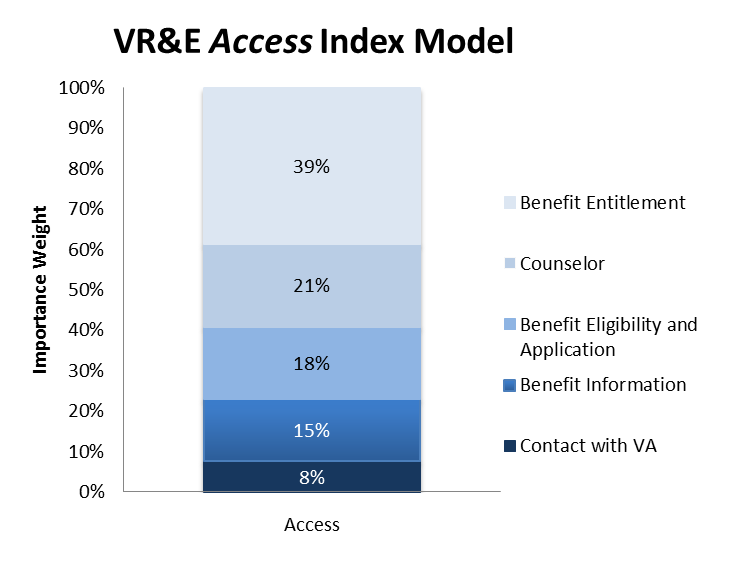 VR&E Access Index Model
100%
90%
80%
70%
60%
50%
40%
30%
20%
10%
0%
Importance Weight
39%
21%
18%
15%
8%
Access
Benefit Entitlement
Counselor
Benefit Eligibility and
Application
Benefit Information
Contact with VA